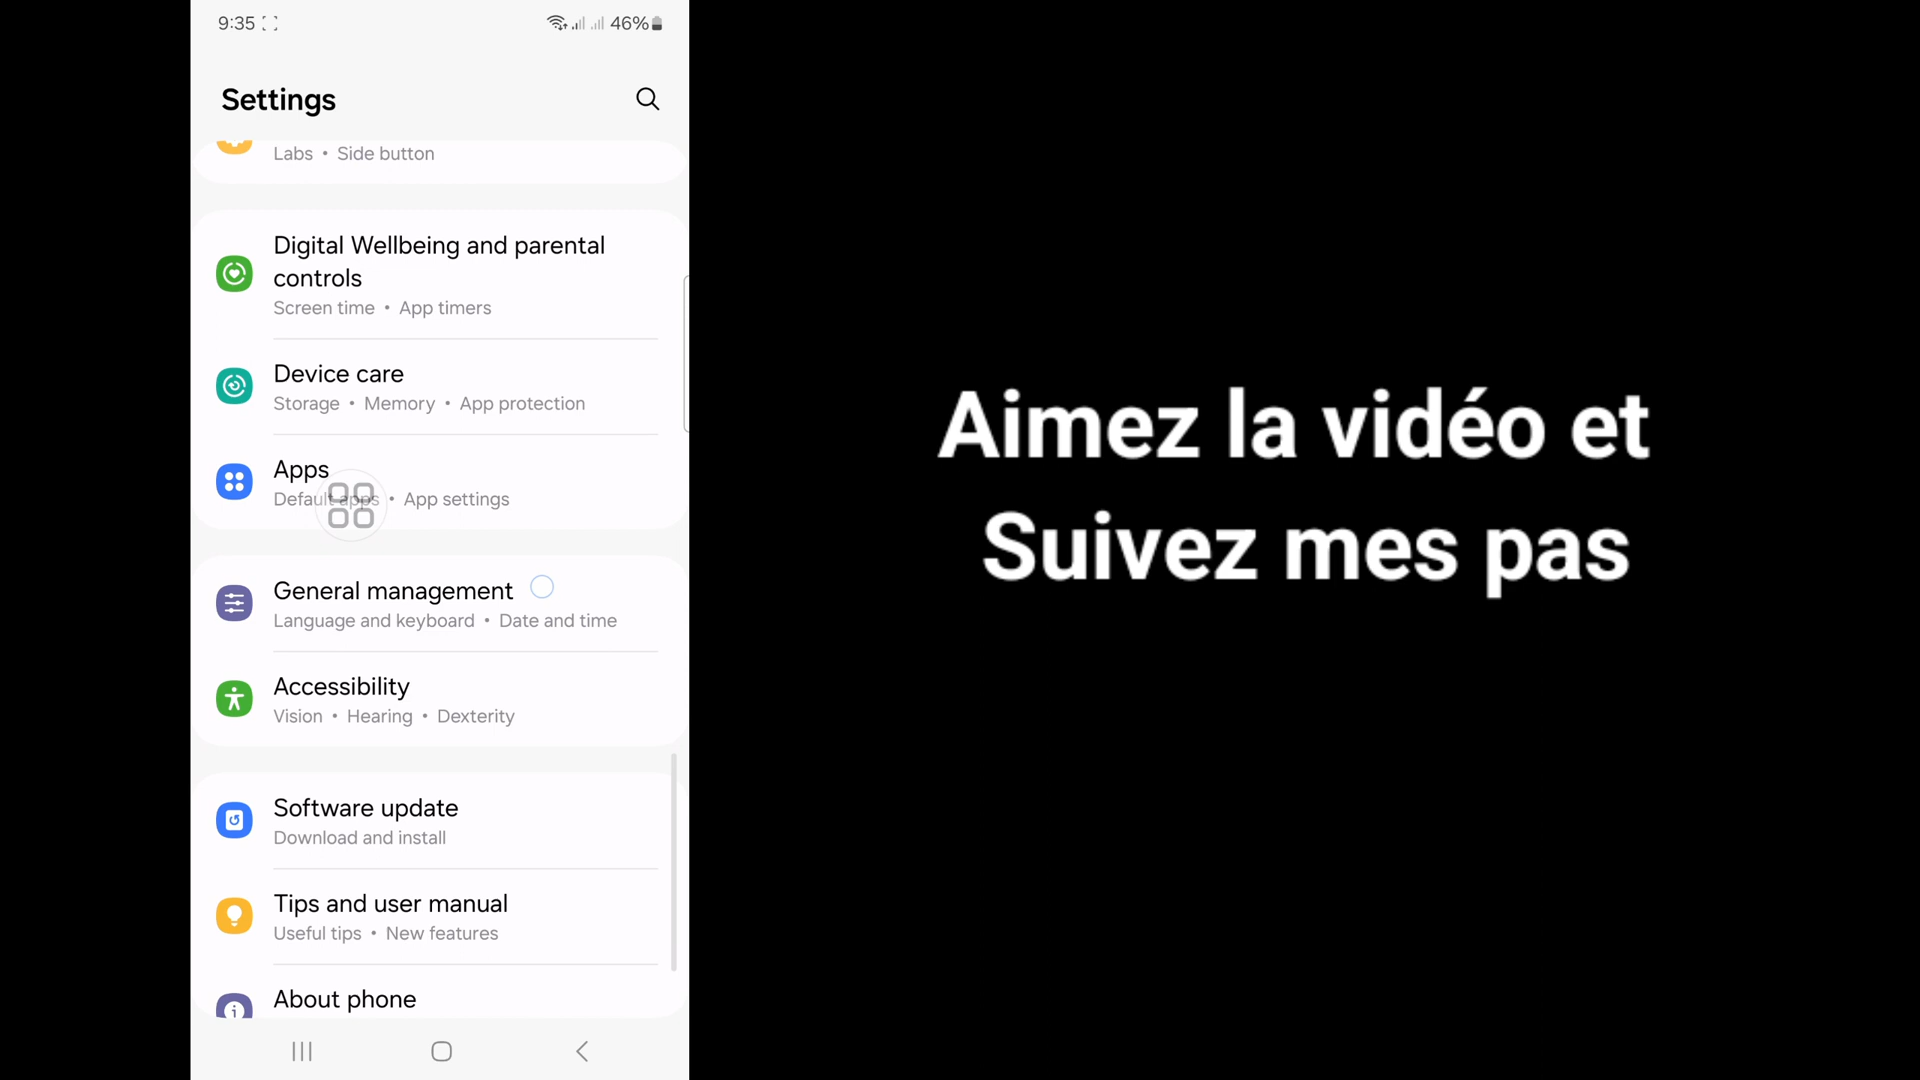 9:35
46%
Settings
Labs • Side button
Digital Wellbeing and parental
controls
Screen time • App timers
Device care
Storage • Memory • App protection
Apps
Default apps • App settings
General management
Language and keyboard • Date and time
Accessibility
Vision • Hearing • Dexterity
Software update
Download and install
Tips and user manual
Useful tips • New features
About phone
Aimez la vidéo et
Suivez mes pas